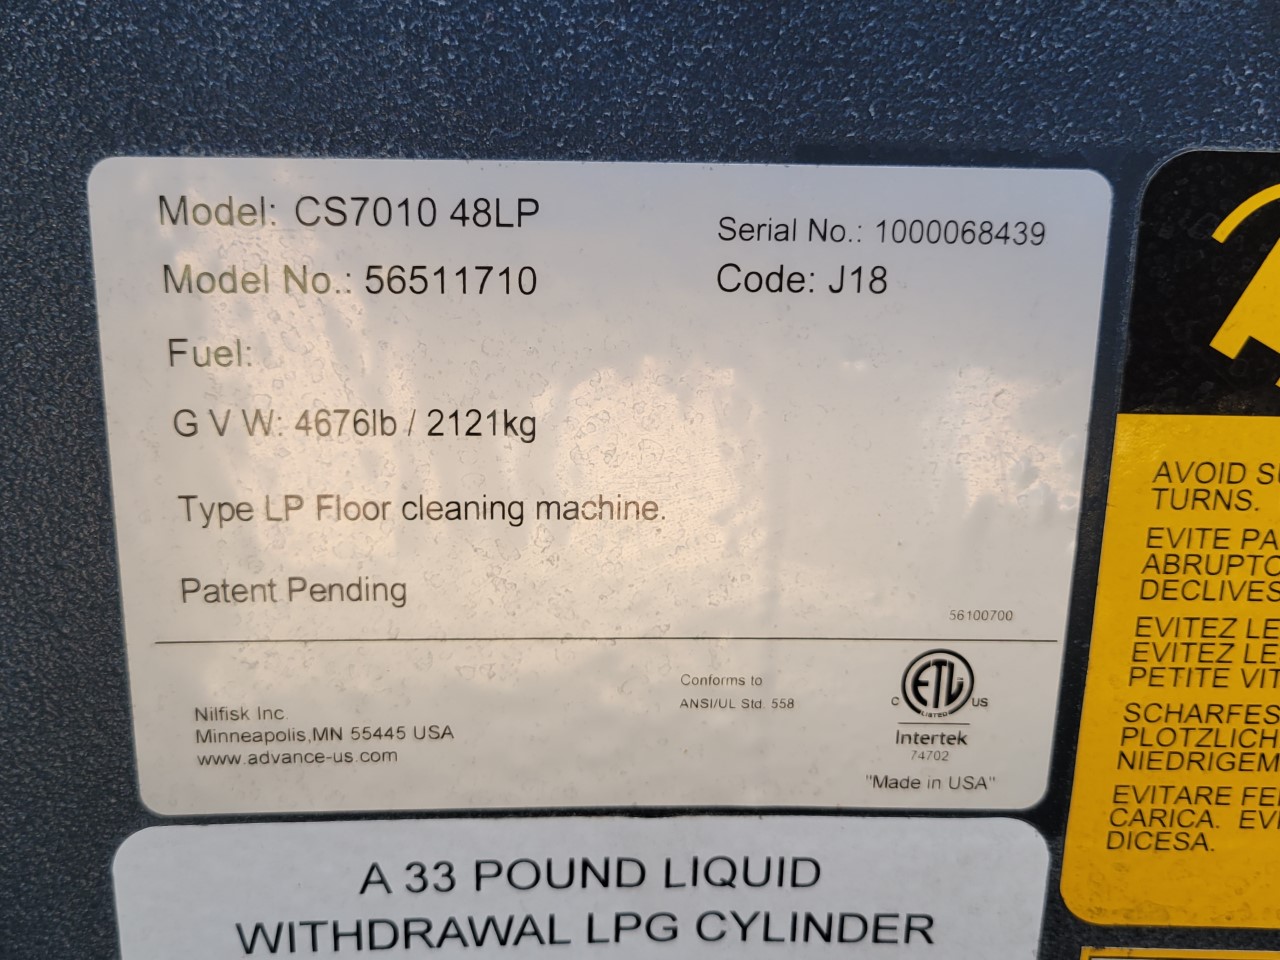 Model: CS7010 48LP
Serial No.: 1000068439
Model No.: 56511710
Code: J18
Fuel:
G V W: 4676lb / 2121kg
Type LP Floor cleaning machine.
Patent Pending
56100700
Nilfisk Inc.
Minneapolis,MN 55445 USA
www.advance-us.com
Conforms to
ANSI/UL Std. 558
ETL
LISTED
C US
Intertek
74702
"Made in USA"
A 33 POUND LIQUID
WITHDRAWAL LPG CYLINDER
AVOID
TURNS.
EVITE
DECLIVES
EVITEZ
EVITEZ
PETITE
EVITARE
CARICA.
DICESA.